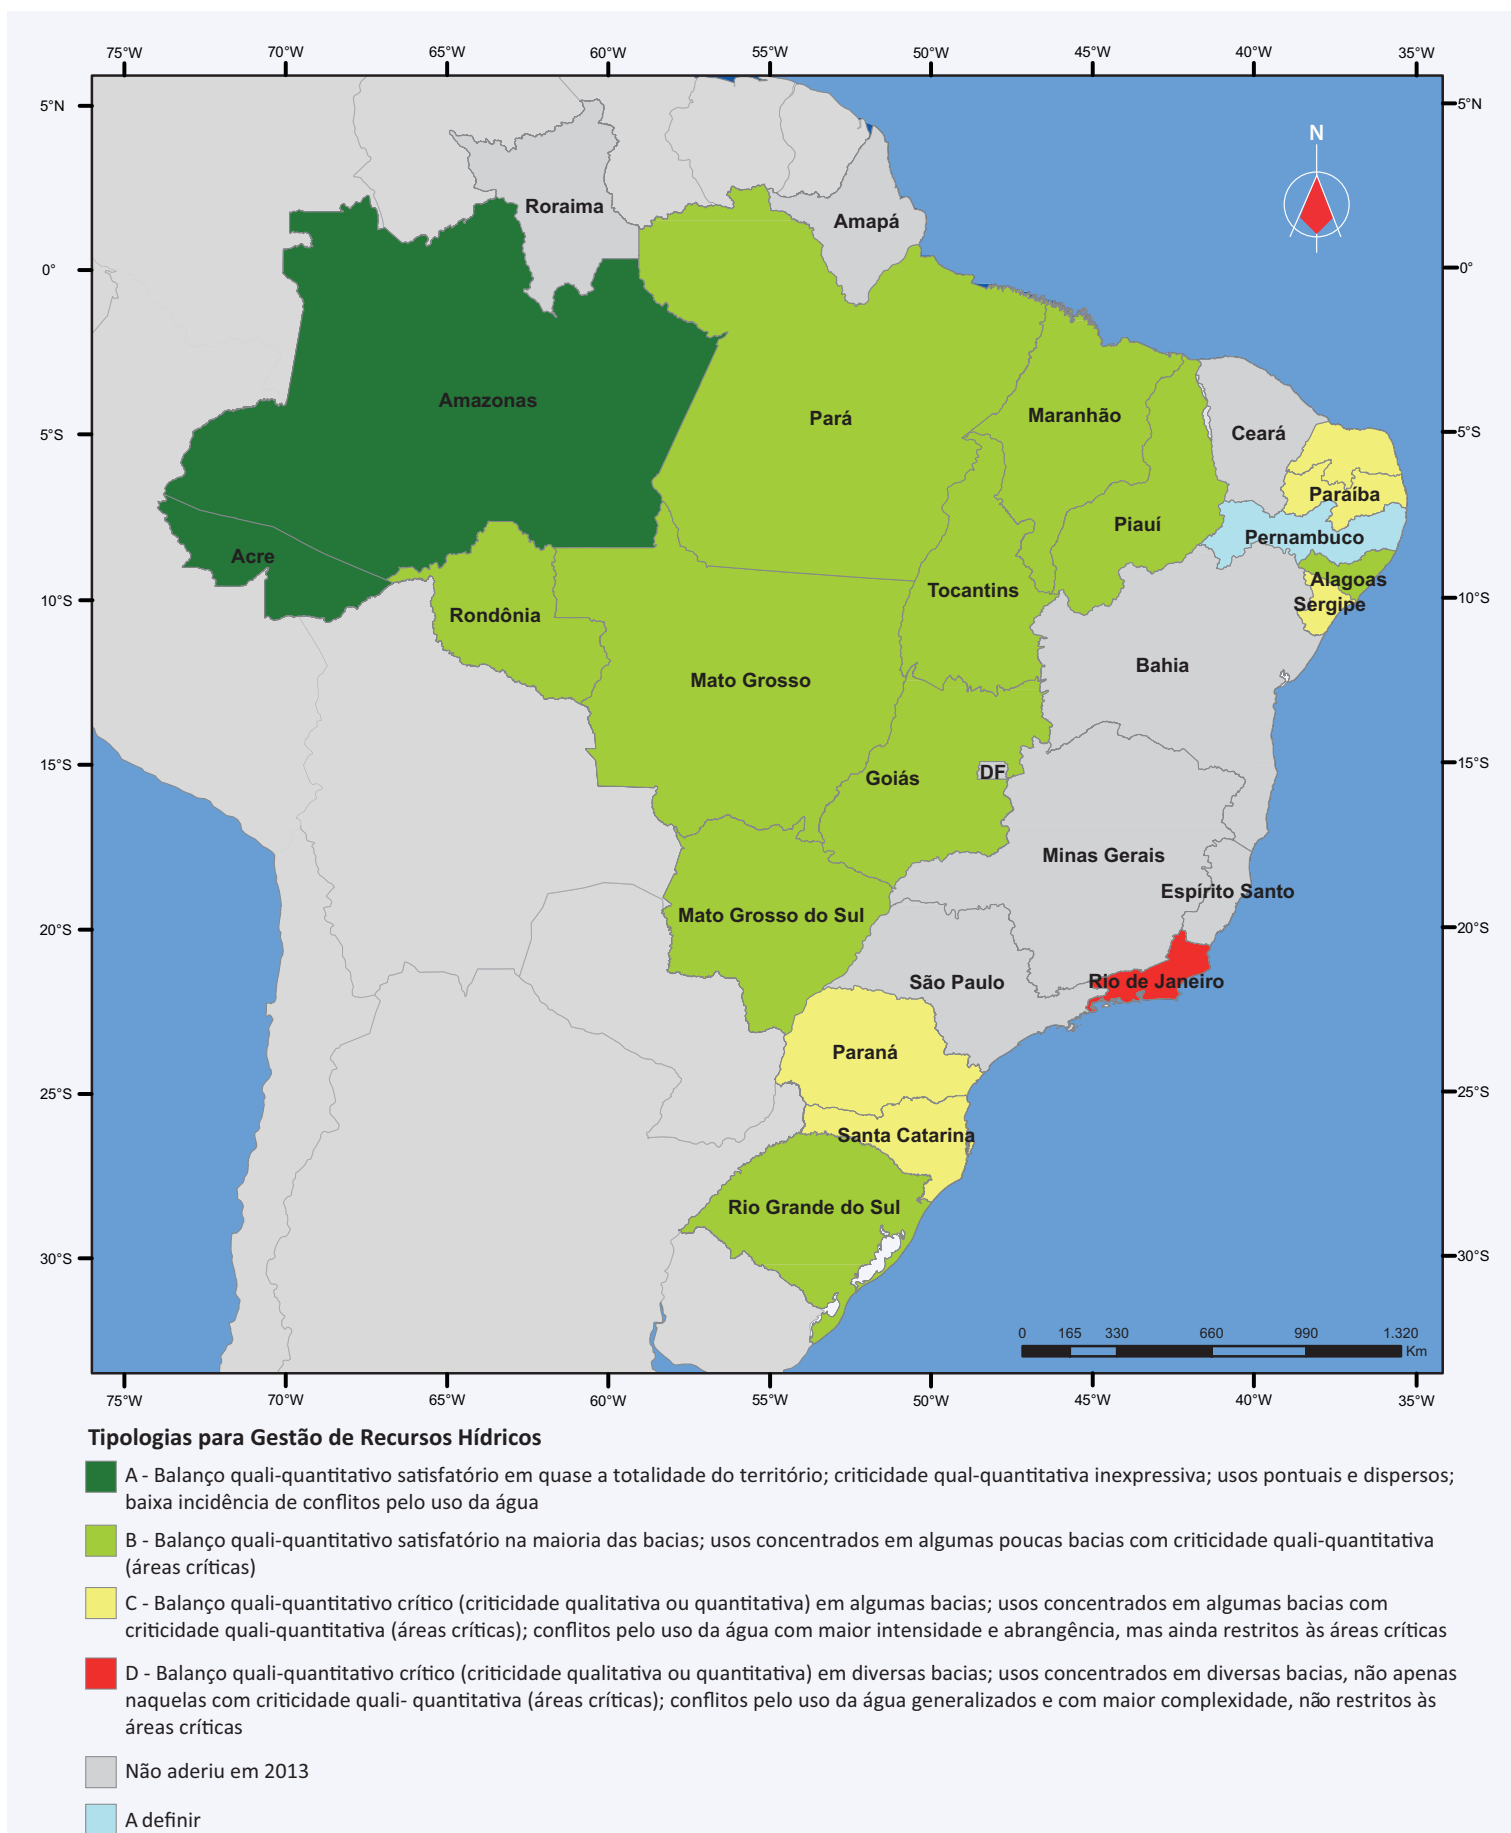 75°W 70°W 65°W 60°W 55°W 50°W 45°W 40°W 35°W
5°N 5°N
N
Roraima
Amapá
0° 0°
Amazonas
Pará
Maranhão
5°S 5°S
Ceará
Paraíba
Piauí
Pernambuco
Acre
Alagoas
Tocantins
10°S 10°S
Sergipe
Rondônia
Bahia
Mato Grosso
15°S 15°S
DF
Goiás
Minas Gerais
Espírito Santo
Mato Grosso do Sul
20°S 20°S
São Paulo
Rio de Janeiro
Paraná
25°S 25°S
Santa Catarina
Rio Grande do Sul
30°S 30°S
0 165 330 660 990 1.320
Km
75°W 70°W 65°W 60°W 55°W 50°W 45°W 40°W 35°W
Tipologias para Gestão de Recursos Hídricos
A - Balanço quali-quantitativo satisfatório em quase a totalidade do território; criticidade qual-quantitativa inexpressiva; usos pontuais e dispersos;
baixa incidência de conflitos pelo uso da água
B - Balanço quali-quantitativo satisfatório na maioria das bacias; usos concentrados em algumas poucas bacias com criticidade quali-quantitativa
(áreas críticas)
C - Balanço quali-quantitativo crítico (criticidade qualitativa ou quantitativa) em algumas bacias; usos concentrados em algumas bacias com
criticidade quali-quantitativa (áreas críticas); conflitos pelo uso da água com maior intensidade e abrangência, mas ainda restritos às áreas críticas
D - Balanço quali-quantitativo crítico (criticidade qualitativa ou quantitativa) em diversas bacias; usos concentrados em diversas bacias, não apenas
naquelas com criticidade quali- quantitativa (áreas críticas); conflitos pelo uso da água generalizados e com maior complexidade, não restritos às
áreas críticas
Não aderiu em 2013
A definir